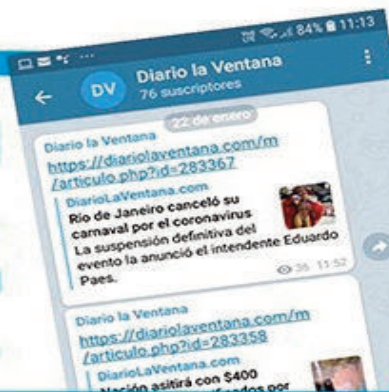 84% 11:13
DV
Diario la Ventana
76 suscriptores
22 de enero
Diario la Ventana
https://diariolaventana.com/m
/articulo.php?id=283367
DiarioLaVentana.com
Rio de Janeiro canceló su
carnaval por el coronavirus
La suspensión definitiva del
evento la anunció el intendente Eduardo
Paes.
36 11:52
Diario la Ventana
https://diariolaventana.com/m
/articulo.php?id=283358
DiarioLaVentana.com
Nación asitirá con $400
por